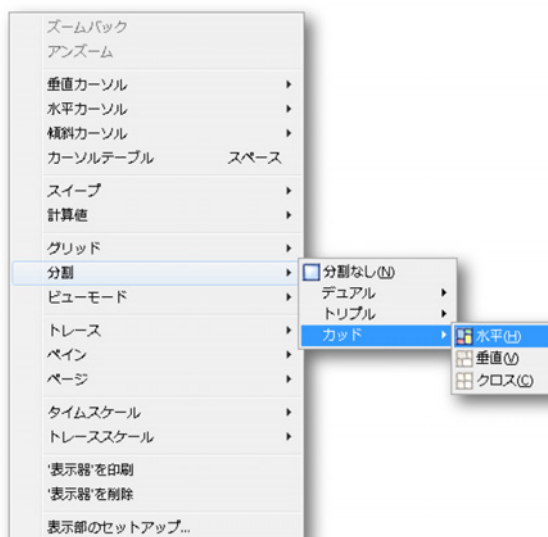 ズームバック
アンズーム
垂直カーソル
水平カーソル
傾斜カーソル
カーソルテーブル スペース
スイープ
計算値
グリッド
分割
ビューモード
トレース
ペイン
ページ
タイムスケール
トレーススケール
'表示器'を印刷
'表示器'を削除
表示部のセットアップ...
分割なし(N)
デュアル
トリプル
カッド
水平(H)
垂直(V)
クロス(C)